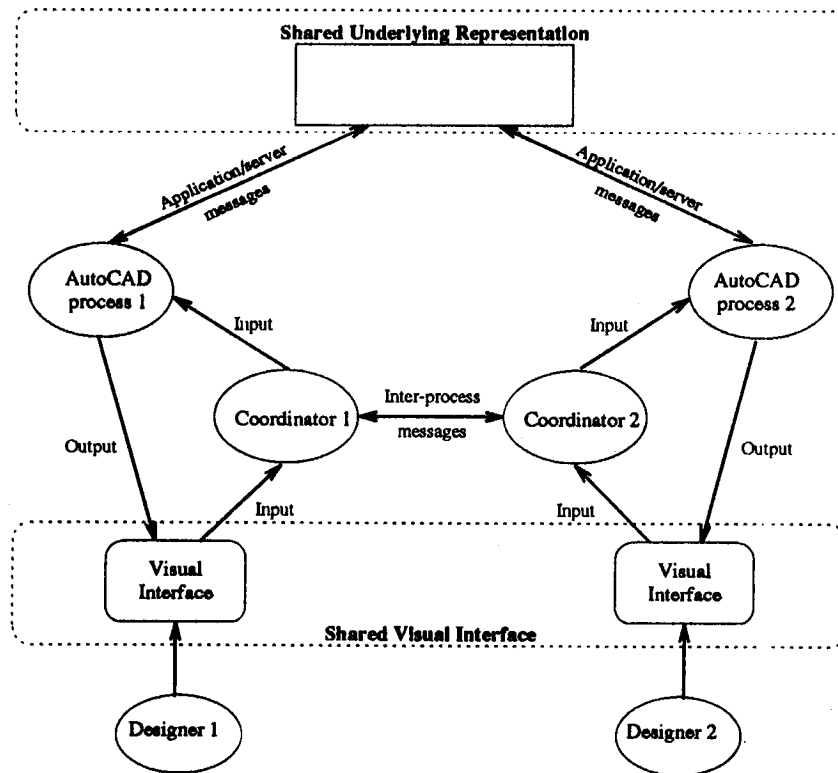 Shared Underlying Representation
Application/server
messages
Application/server
messages
AutoCAD
process 1
AutoCAD
process 2
Input
Input
Coordinator 1
Inter-process
messages
Coordinator 2
Output
Output
Input
Input
Visual
Interface
Visual
Interface
Shared Visual Interface
Designer 1
Designer 2